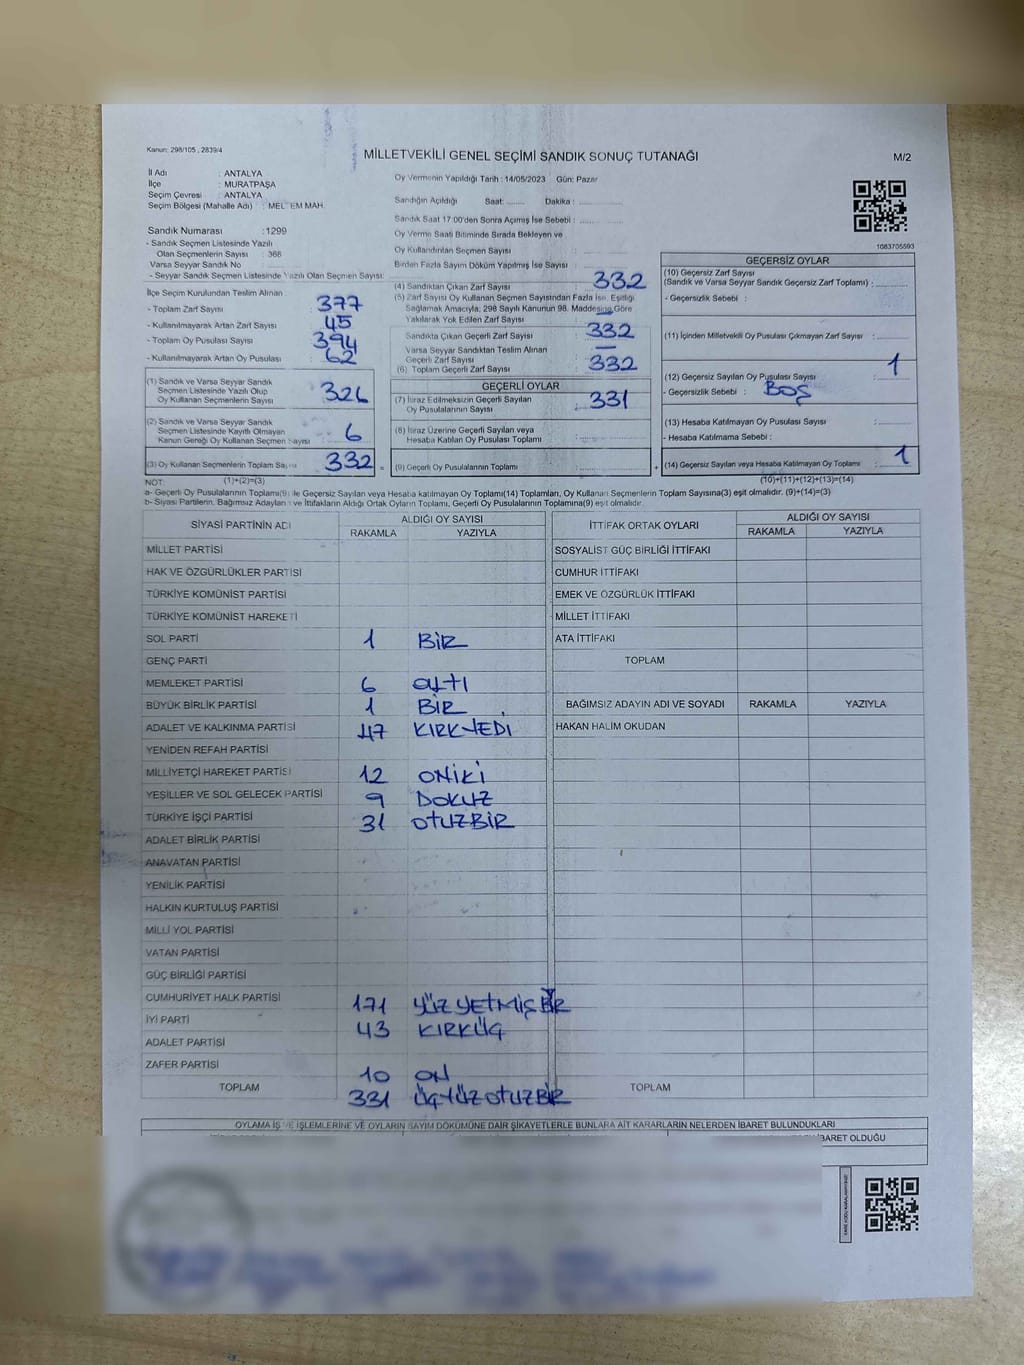 Kanun: 298/105 , 2839/4
MİLLETVEKİLİ GENEL SEÇİMİ SANDIK SONUÇ TUTANAĞI
M/2
İl Adı : ANTALYA
İlçe : MURATPAŞA
Seçim Çevresi : ANTALYA
Seçim Bölgesi (Mahalle Adı) : MELTEM MAH.
Sandık Numarası :1299
- Sandık Seçmen Listesinde Yazılı
Olan Seçmenlerin Sayısı : 368
Varsa Seyyar Sandık No
- Seyyar Sandık Seçmen Listesinde Yazılı Olan Seçmen Sayısı:
Oy Vermenin Yapıldığı Tarih : 14/05/2023 Gün: Pazar
Sandığın Açıldığı Saat: ........ Dakika : ..............
Sandık Saat 17:00'den Sonra Açımış İse Sebebi : ..............
Oy Verme Saati Bitiminde Sırada Bekleyen ve
Oy Kullandırılan Seçmen Sayısı
Birden Fazla Sayım Döküm Yapılmış İse Sayısı
1083705593
İlçe Seçim Kurulundan Teslim Alınan
- Toplam Zarf Sayısı : 377
- Kullanılmayarak Artan Zarf Sayısı : 45
- Toplam Oy Pusulası Sayısı : 394
- Kullanılmayarak Artan Oy Pusulası : 62
(1) Sandık ve Varsa Seyyar Sandık
Seçmen Listesinde Yazılı Olup
Oy Kullanan Seçmenlerin Sayısı : 326
(2) Sandık ve Varsa Seyyar Sandık
Seçmen Listesinde Kayıtlı Olmayan
Kanun Gereği Oy Kullanan Seçmen Sayısı : 6
(3) Oy Kullanan Seçmenlerin Toplam Sayısı : 332 =
(4) Sandıktan Çıkan Zarf Sayısı : 332
(5) Zarf Sayısı Oy Kullanan Seçmen Sayısından Fazla İse, Eşitliği
Sağlamak Amacıyla; 298 Sayılı Kanunun 98. Maddesine Göre
Yakılarak Yok Edilen Zarf Sayısı : —
Sandıkta Çıkan Geçerli Zarf Sayısı : 332
Varsa Seyyar Sandıktan Teslim Alınan
Geçerli Zarf Sayısı : —
(6) Toplam Geçerli Zarf Sayısı : 332
GEÇERLİ OYLAR
(7) İtiraz Edilmeksizin Geçerli Sayılan
Oy Pusulalarının Sayısı : 331
(8) İtiraz Üzerine Geçerli Sayılan veya
Hesaba Katılan Oy Pusulası Toplamı :
(9) Geçerli Oy Pusulalarının Toplamı : +
GEÇERSİZ OYLAR
(10) Geçersiz Zarf Sayısı
(Sandık ve Varsa Seyyar Sandık Geçersiz Zarf Toplamı) :
- Geçersizlik Sebebi :
(11) İçinden Milletvekili Oy Pusulası Çıkmayan Zarf Sayısı :
(12) Geçersiz Sayılan Oy Pusulası Sayısı : 1
- Geçersizlik Sebebi : BOŞ
(13) Hesaba Katılmayan Oy Pusulası Sayısı :
- Hesaba Katılmama Sebebi :
(14) Geçersiz Sayılan veya Hesaba Katılmayan Oy Toplamı : 1
NOT: (1)+(2)=(3) (10)+(11)+(12)+(13)=(14)
a- Geçerli Oy Pusulalarının Toplamı(9) ile Geçersiz Sayılan veya Hesaba katılmayan Oy Toplamı(14) Toplamları, Oy Kullanan Seçmenlerin Toplam Sayısına(3) eşit olmalıdır. (9)+(14)=(3)
b- Siyasi Partilerin, Bağımsız Adayların ve İttifakların Aldığı Ortak Oyların Toplamı, Geçerli Oy Pusulalarının Toplamına(9) eşit olmalıdır.
SİYASİ PARTİNİN ADI ALDIĞI OY SAYISI
RAKAMLA YAZIYLA
MİLLET PARTİSİ
HAK VE ÖZGÜRLÜKLER PARTİSİ
TÜRKİYE KOMÜNİST PARTİSİ
TÜRKİYE KOMÜNİST HAREKETİ
SOL PARTİ 1 BİR
GENÇ PARTİ
MEMLEKET PARTİSİ 6 ALTI
BÜYÜK BİRLİK PARTİSİ 1 BİR
ADALET VE KALKINMA PARTİSİ 47 KIRKYEDİ
YENİDEN REFAH PARTİSİ
MİLLİYETÇİ HAREKET PARTİSİ 12 ONİKİ
YEŞİLLER VE SOL GELECEK PARTİSİ 9 DOKUZ
TÜRKİYE İŞÇİ PARTİSİ 31 OTUZBİR
ADALET BİRLİK PARTİSİ
ANAVATAN PARTİSİ
YENİLİK PARTİSİ
HALKIN KURTULUŞ PARTİSİ
MİLLİ YOL PARTİSİ
VATAN PARTİSİ
GÜÇ BİRLİĞİ PARTİSİ
CUMHURİYET HALK PARTİSİ 171 YÜZYETMİŞBİR
İYİ PARTİ 43 KIRKÜÇ
ADALET PARTİSİ
ZAFER PARTİSİ 10 ON
TOPLAM 331 ÜÇYÜZOTUZBİR
İTTİFAK ORTAK OYLARI ALDIĞI OY SAYISI
RAKAMLA YAZIYLA
SOSYALİST GÜÇ BİRLİĞİ İTTİFAKI
CUMHUR İTTİFAKI
EMEK VE ÖZGÜRLÜK İTTİFAKI
MİLLET İTTİFAKI
ATA İTTİFAKI
TOPLAM
BAĞIMSIZ ADAYIN ADI VE SOYADI RAKAMLA YAZIYLA
HAKAN HALİM OKUDAN
TOPLAM
OYLAMA İŞ VE İŞLEMLERİNE VE OYLARIN SAYIM DÖKÜMÜNE DAİR ŞİKAYETLERLE BUNLARA AİT KARARLARIN NELERDEN İBARET BULUNDUKLARI
İBARET OLDUĞU